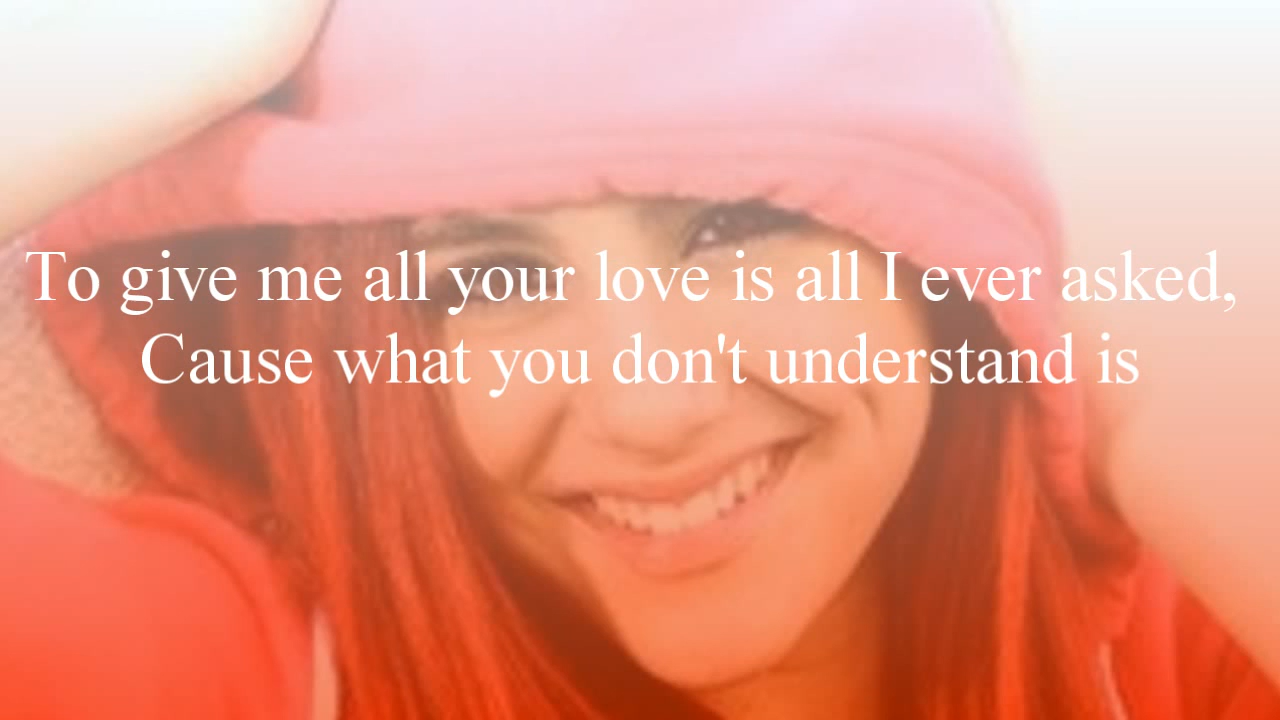 To give me all your love is all I ever asked,
Cause what you don't understand is